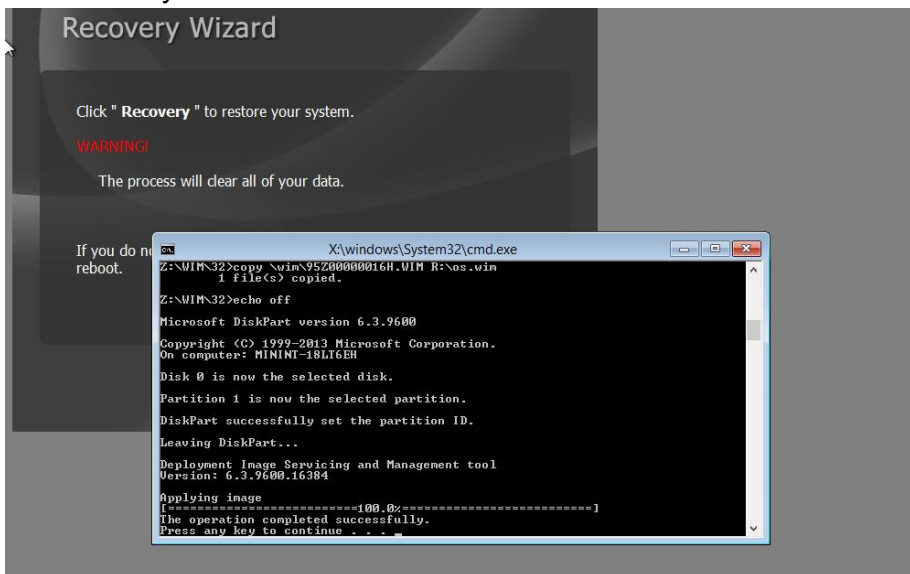 Recovery Wizard
Click " Recovery " to restore your system.
WARNING!
The process will clear all of your data.
If you do
reboot.
X:\windows\System32\cmd.exe
Z:\WIM\32>copy \wim\95Z00000016H.WIM R:\os.wim
1 file(s) copied.
Z:\WIM\32>echo off
Microsoft DiskPart version 6.3.9600
Copyright (C) 1999-2013 Microsoft Corporation.
On computer: MININT-18LT6EH
Disk 0 is now the selected disk.
Partition 1 is now the selected partition.
DiskPart successfully set the partition ID.
Leaving DiskPart...
Deployment Image Servicing and Management tool
Version: 6.3.9600.16384
Applying image
[==========================100.0%==========================]
The operation completed successfully.
Press any key to continue . . . _